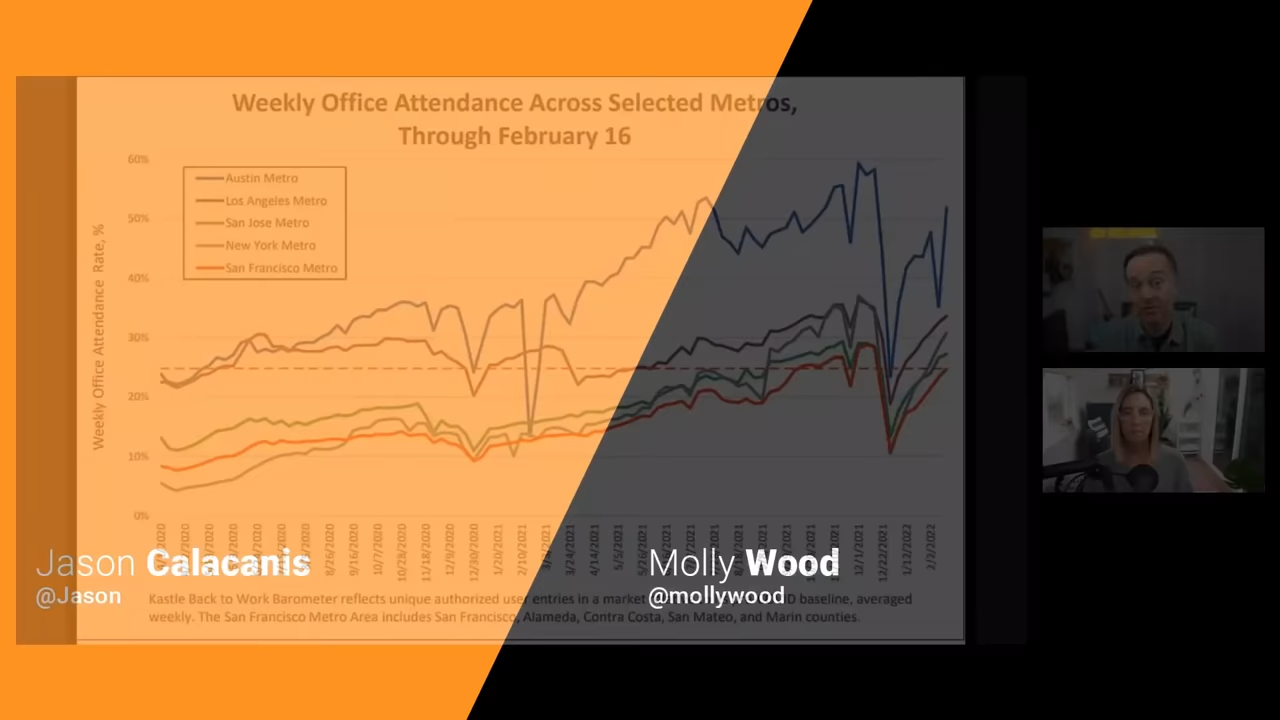 Weekly Office Attendance Across Selected Metros,
Through February 16
60%
50%
40%
30%
20%
10%
0%
Weekly Office Attendance Rate, %
Austin Metro
Los Angeles Metro
San Jose Metro
New York Metro
San Francisco Metro
9/16/2020
10/7/2020
10/28/2020
11/18/2020
12/9/2020
12/30/2020
1/20/2021
2/10/2021
3/24/2021
4/14/2021
5/5/2021
12/1/2021
12/22/2021
1/12/2022
2/2/2022
Jason Calacanis
@Jason
Molly Wood
@mollywood
Kastle Back to Work Barometer reflects unique authorized user entries in a market D baseline, averaged
weekly. The San Francisco Metro Area includes San Francisco, Alameda, Contra Costa, San Mateo, and Marin counties.